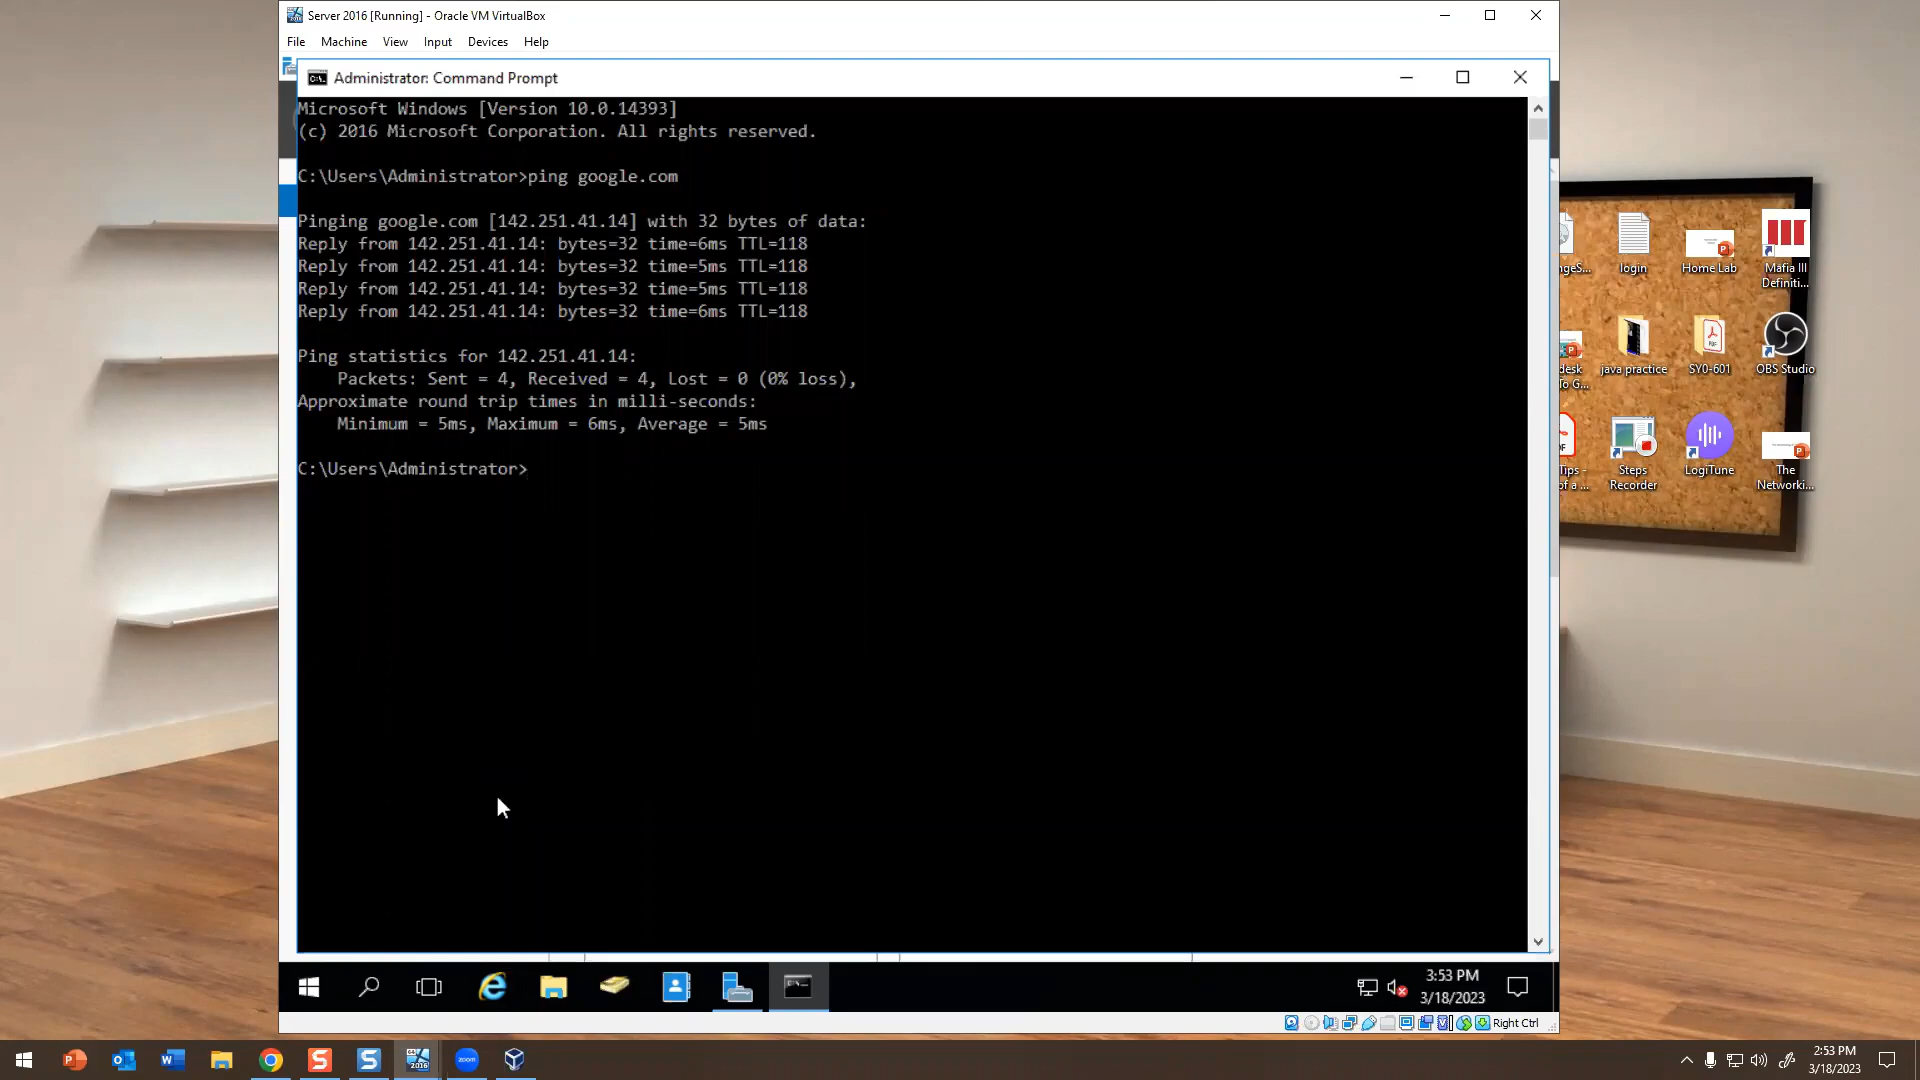 Server 2016 [Running] - Oracle VM VirtualBox
File Machine View Input Devices Help
Administrator: Command Prompt
Microsoft Windows [Version 10.0.14393]
(c) 2016 Microsoft Corporation. All rights reserved.
C:\Users\Administrator>ping google.com
Pinging google.com [142.251.41.14] with 32 bytes of data:
Reply from 142.251.41.14: bytes=32 time=6ms TTL=118
Reply from 142.251.41.14: bytes=32 time=5ms TTL=118
Reply from 142.251.41.14: bytes=32 time=5ms TTL=118
Reply from 142.251.41.14: bytes=32 time=6ms TTL=118
Ping statistics for 142.251.41.14:
Packets: Sent = 4, Received = 4, Lost = 0 (0% loss),
Approximate round trip times in milli-seconds:
Minimum = 5ms, Maximum = 6ms, Average = 5ms
C:\Users\Administrator>
ngeS...
login
Home Lab
Mafia III
Definiti...
desk
To G...
java practice
SY0-601
OBS Studio
Tips -
of a ...
Steps
Recorder
LogiTune
The
Networki...
3:53 PM
3/18/2023
Right Ctrl
2:53 PM
3/18/2023